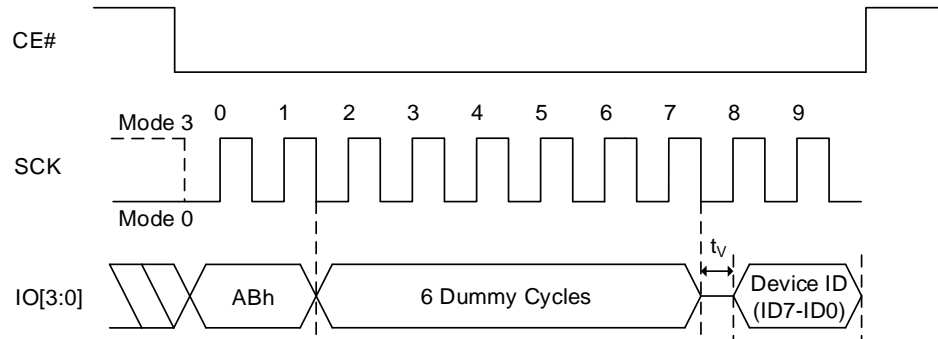 CE#
0 1 2 3 4 5 6 7 8 9
Mode 3
SCK
Mode 0
tV
IO[3:0] ABh 6 Dummy Cycles Device ID
(ID7-ID0)